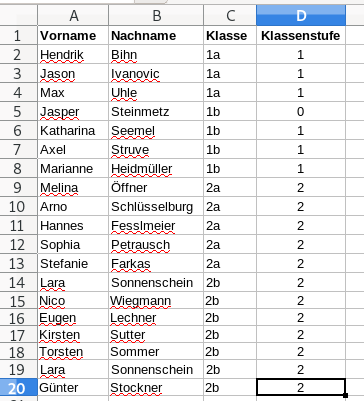 A B C D
1 Vorname Nachname Klasse Klassenstufe
2 Hendrik Bihn 1a 1
3 Jason Ivanovic 1a 1
4 Max Uhle 1a 1
5 Jasper Steinmetz 1b 0
6 Katharina Seemel 1b 1
7 Axel Struve 1b 1
8 Marianne Heidmüller 1b 1
9 Melina Öffner 2a 2
10 Arno Schlüsselburg 2a 2
11 Hannes Fesslmeier 2a 2
12 Sophia Petrausch 2a 2
13 Stefanie Farkas 2a 2
14 Lara Sonnenschein 2b 2
15 Nico Wiegmann 2b 2
16 Eugen Lechner 2b 2
17 Kirsten Sutter 2b 2
18 Torsten Sommer 2b 2
19 Lara Sonnenschein 2b 2
20 Günter Stockner 2b 2